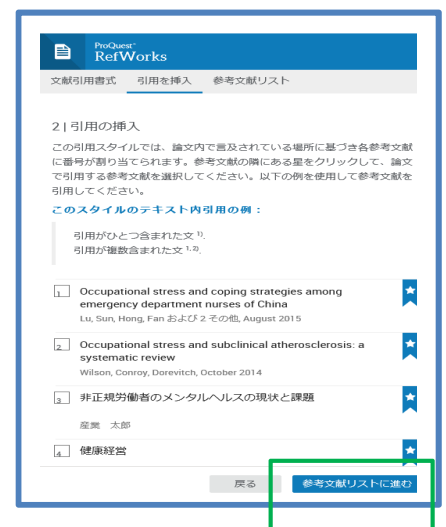 ProQuest
RefWorks
文献引用書式 引用を挿入 参考文献リスト
2 | 引用の挿入
この引用スタイルでは、論文内で言及されている場所に基づき各参考文献
に番号が割り当てられます。参考文献の隣にある星をクリックして、論文
で引用する参考文献を選択してください。以下の例を使用して参考文献を
引用してください。
このスタイルのテキスト内引用の例：
引用がひとつ含まれた文 1).
引用が複数含まれた文 1,2).
1 Occupational stress and coping strategies among
emergency department nurses of China
Lu, Sun, Hong, Fan および 2 その他, August 2015
2 Occupational stress and subclinical atherosclerosis: a
systematic review
Wilson, Conroy, Dorevitch, October 2014
3 非正規労働者のメンタルヘルスの現状と課題
産業 太郎
4 健康経営
戻る 参考文献リストに進む